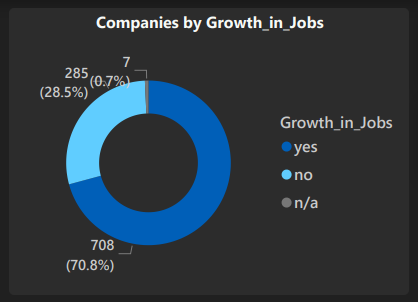 Companies by Growth_in_Jobs
7
(0.7%)
285
(28.5%)
708
(70.8%)
Growth_in_Jobs
yes
no
n/a